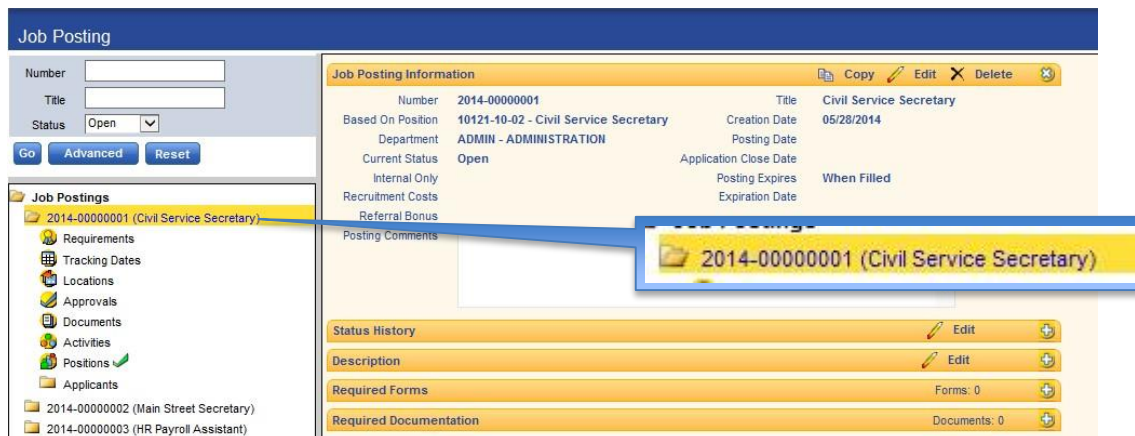 Job Posting
Number
Title
Status Open
Go Advanced Reset
Job Postings
2014-00000001 (Civil Service Secretary)
Requirements
Tracking Dates
Locations
Approvals
Documents
Activities
Positions
Applicants
2014-00000002 (Main Street Secretary)
2014-00000003 (HR Payroll Assistant)
Job Posting Information Copy Edit Delete
Number 2014-00000001 Title Civil Service Secretary
Based On Position 10121-10-02 - Civil Service Secretary Creation Date 05/28/2014
Department ADMIN - ADMINISTRATION Posting Date
Current Status Open Application Close Date
Internal Only Posting Expires When Filled
Recruitment Costs Expiration Date
Referral Bonus
Posting Comments
2014-00000001 (Civil Service Secretary)
Status History Edit
Description Edit
Required Forms Forms: 0
Required Documentation Documents: 0